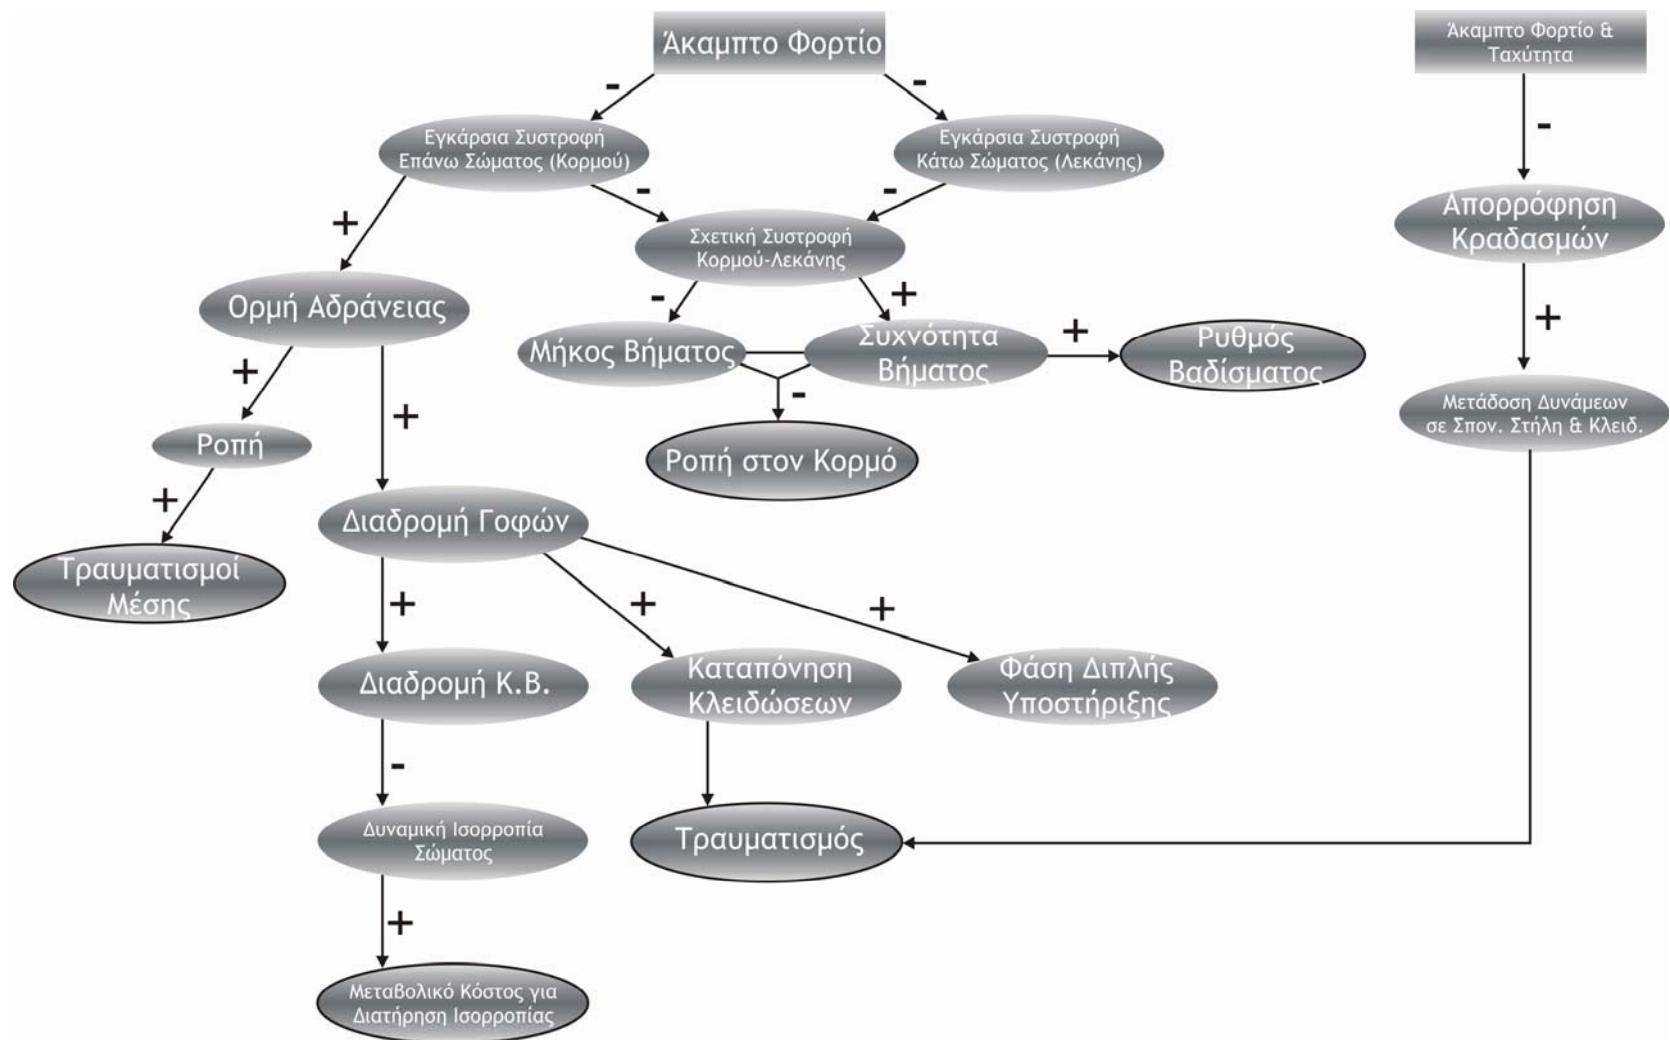 Άκαμπτο Φορτίο
Άκαμπτο Φορτίο &
Ταχύτητα
-
-
Εγκάρσια Συστροφή
Επάνω Σώματος (Κορμού)
Εγκάρσια Συστροφή
Κάτω Σώματος (Λεκάνης)
-
+
-
-
Απορρόφηση
Κραδασμών
Σχετική Συστροφή
Κορμού-Λεκάνης
Ορμή Αδράνειας
-
+
+
Μήκος Βήματος
Συχνότητα
Βήματος
+
Ρυθμός
Βαδίσματος
+
+
-
Μετάδοση Δυνάμεων
σε Σπον. Στήλη & Κλειδ.
Ροπή
Ροπή στον Κορμό
+
Διαδρομή Γοφών
Τραυματισμοί
Μέσης
+
+
+
Διαδρομή Κ.Β.
Καταπόνηση
Κλειδώσεων
Φάση Διπλής
Υποστήριξης
-
Δυναμική Ισορροπία
Σώματος
Τραυματισμός
+
Μεταβολικό Κόστος για
Διατήρηση Ισορροπίας